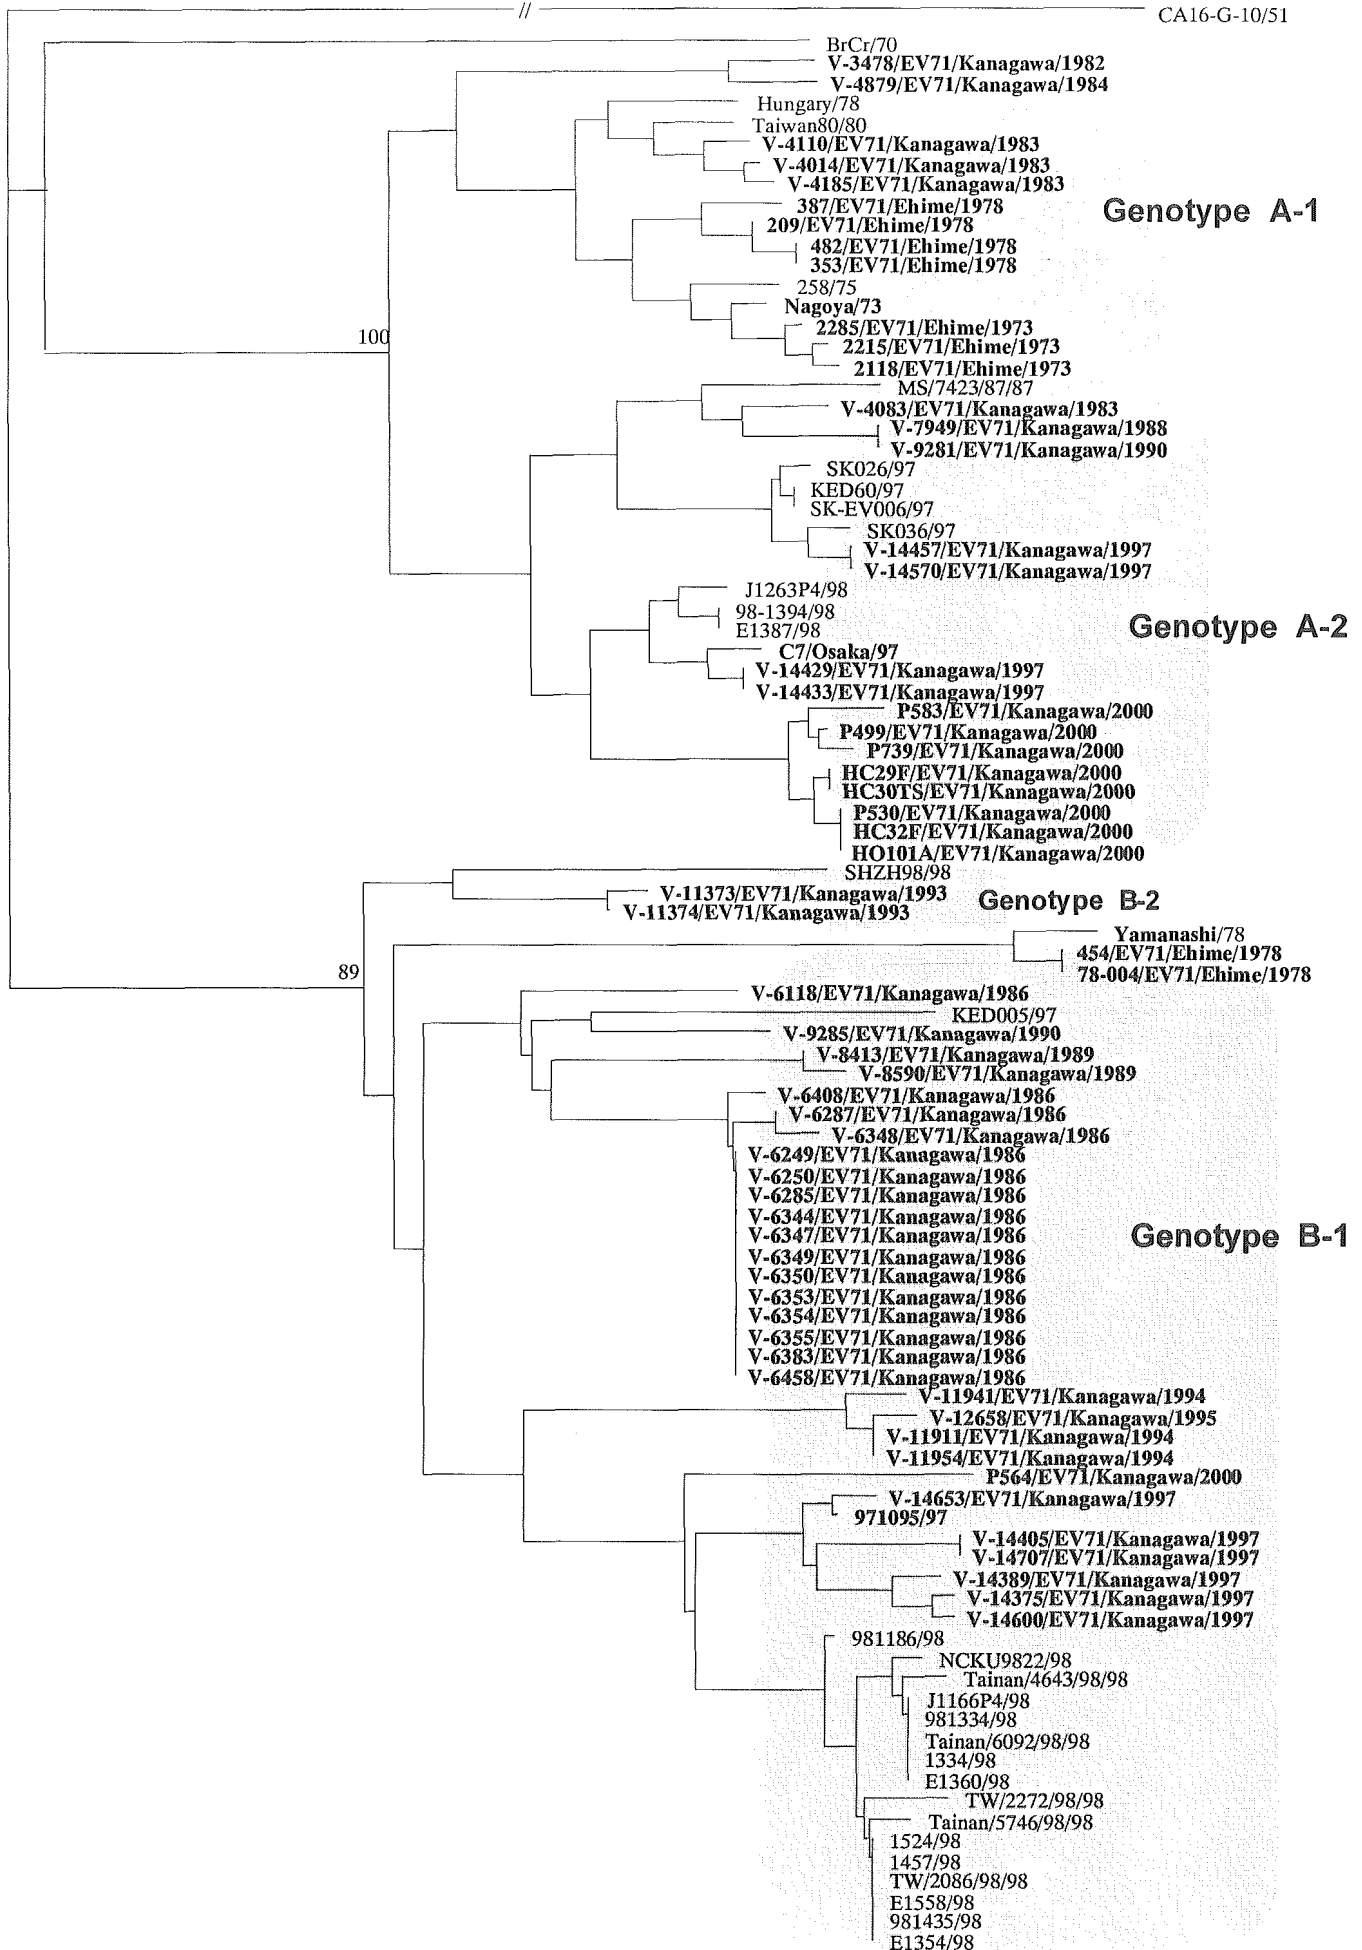 //
CA16-G-10/51
BrCr/70
V-3478/EV71/Kanagawa/1982
V-4879/EV71/Kanagawa/1984
Hungary/78
Taiwan80/80
V-4110/EV71/Kanagawa/1983
V-4014/EV71/Kanagawa/1983
V-4185/EV71/Kanagawa/1983
387/EV71/Ehime/1978
Genotype A-1
209/EV71/Ehime/1978
482/EV71/Ehime/1978
353/EV71/Ehime/1978
258/75
Nagoya/73
2285/EV71/Ehime/1973
100
2215/EV71/Ehime/1973
2118/EV71/Ehime/1973
MS/7423/87/87
V-4083/EV71/Kanagawa/1983
V-7949/EV71/Kanagawa/1988
V-9281/EV71/Kanagawa/1990
SK026/97
KED60/97
SK-EV006/97
SK036/97
V-14457/EV71/Kanagawa/1997
V-14570/EV71/Kanagawa/1997
J1263P4/98
98-1394/98
E1387/98
Genotype A-2
C7/Osaka/97
V-14429/EV71/Kanagawa/1997
V-14433/EV71/Kanagawa/1997
P583/EV71/Kanagawa/2000
P499/EV71/Kanagawa/2000
P739/EV71/Kanagawa/2000
HC29F/EV71/Kanagawa/2000
HC30TS/EV71/Kanagawa/2000
P530/EV71/Kanagawa/2000
HC32F/EV71/Kanagawa/2000
HO101A/EV71/Kanagawa/2000
SHZH98/98
V-11373/EV71/Kanagawa/1993
Genotype B-2
V-11374/EV71/Kanagawa/1993
Yamanashi/78
454/EV71/Ehime/1978
89
78-004/EV71/Ehime/1978
V-6118/EV71/Kanagawa/1986
KED005/97
V-9285/EV71/Kanagawa/1990
V-8413/EV71/Kanagawa/1989
V-8590/EV71/Kanagawa/1989
V-6408/EV71/Kanagawa/1986
V-6287/EV71/Kanagawa/1986
V-6348/EV71/Kanagawa/1986
V-6249/EV71/Kanagawa/1986
V-6250/EV71/Kanagawa/1986
V-6285/EV71/Kanagawa/1986
V-6344/EV71/Kanagawa/1986
V-6347/EV71/Kanagawa/1986
Genotype B-1
V-6349/EV71/Kanagawa/1986
V-6350/EV71/Kanagawa/1986
V-6353/EV71/Kanagawa/1986
V-6354/EV71/Kanagawa/1986
V-6355/EV71/Kanagawa/1986
V-6383/EV71/Kanagawa/1986
V-6458/EV71/Kanagawa/1986
V-11941/EV71/Kanagawa/1994
V-12658/EV71/Kanagawa/1995
V-11911/EV71/Kanagawa/1994
V-11954/EV71/Kanagawa/1994
P564/EV71/Kanagawa/2000
V-14653/EV71/Kanagawa/1997
971095/97
V-14405/EV71/Kanagawa/1997
V-14707/EV71/Kanagawa/1997
V-14389/EV71/Kanagawa/1997
V-14375/EV71/Kanagawa/1997
V-14600/EV71/Kanagawa/1997
981186/98
NCKU9822/98
Tainan/4643/98/98
J1166P4/98
981334/98
Tainan/6092/98/98
1334/98
E1360/98
TW/2272/98/98
Tainan/5746/98/98
1524/98
1457/98
TW/2086/98/98
E1558/98
981435/98
E1354/98